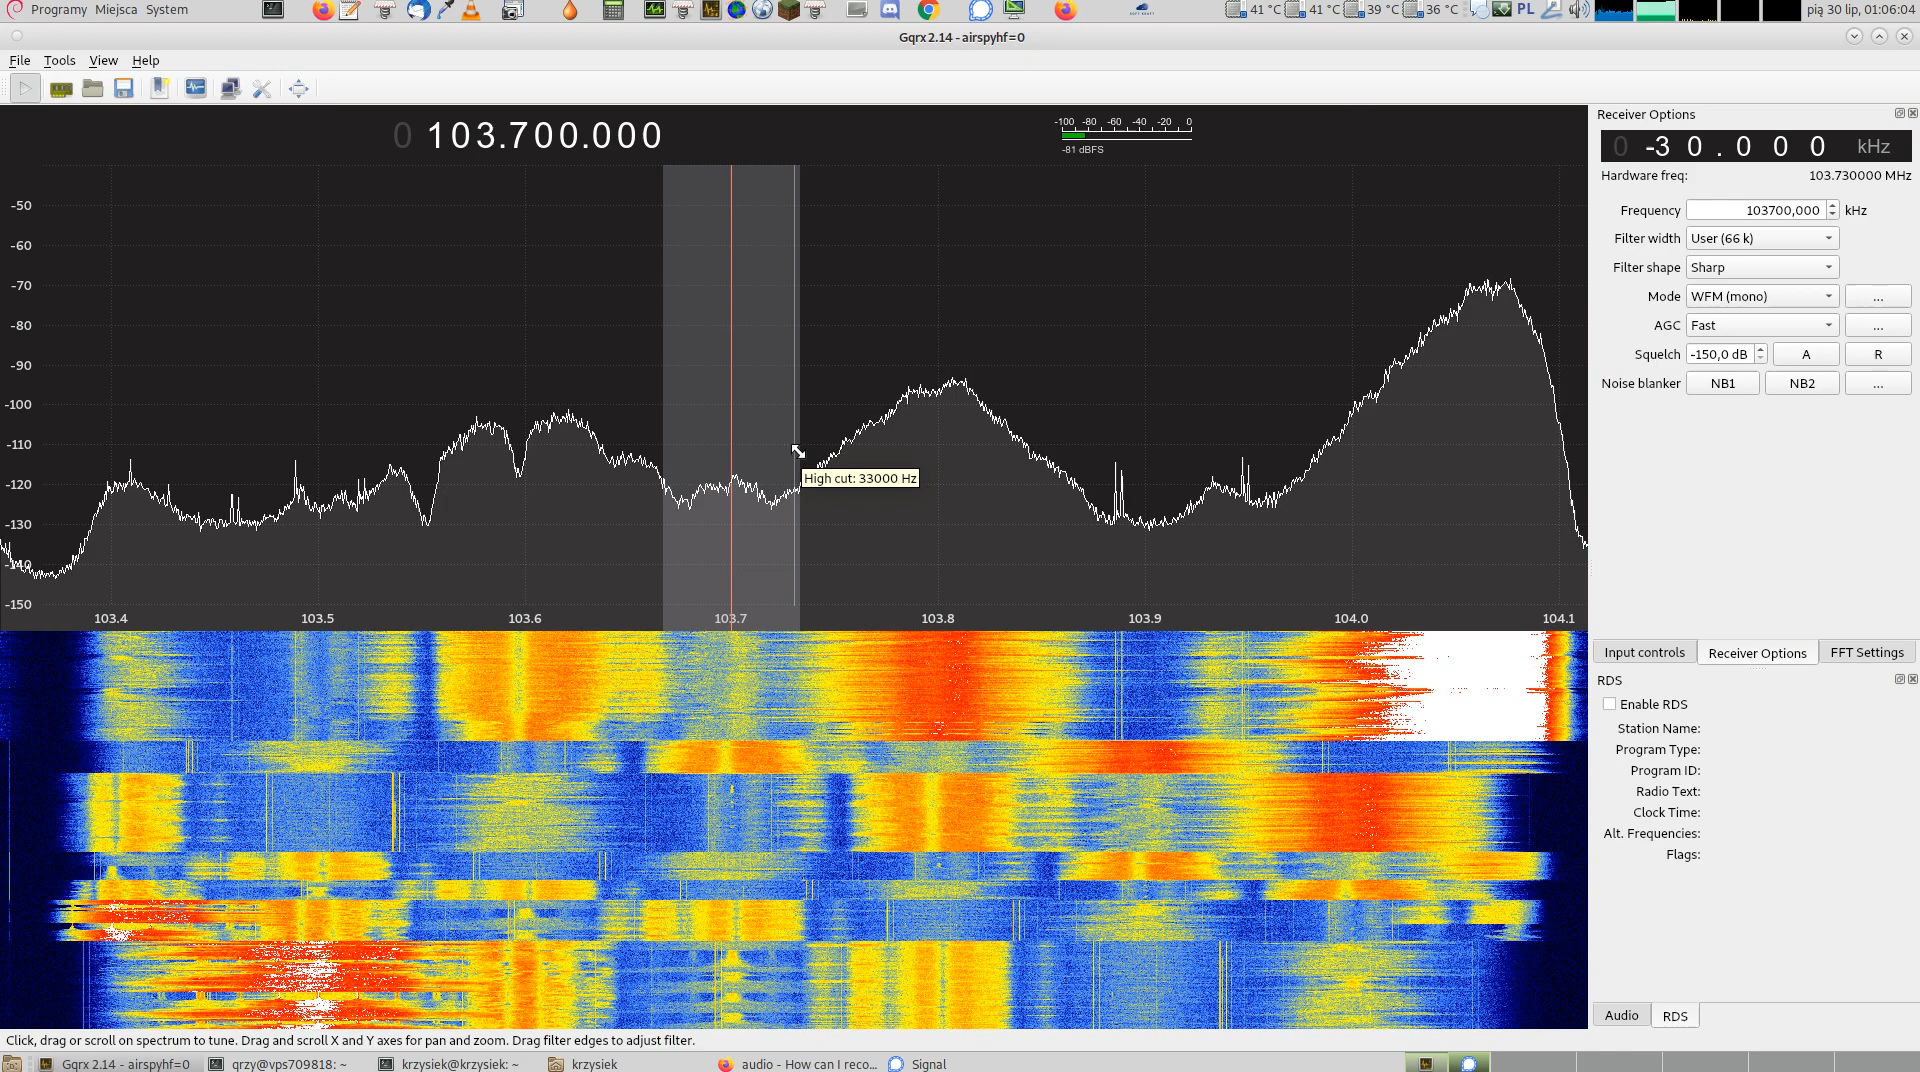 Programy Miejsca System
41 °C 41 °C 39 °C 36 °C PL pią 30 lip, 01:06:04
Gqrx 2.14 - airspyhf=0
File Tools View Help
0 103.700.000
-100 -80 -60 -40 -20 0
-81 dBFS
-50
-60
-70
-80
-90
-100
-110
-120
-130
-140
-150
High cut: 33000 Hz
103.4 103.5 103.6 103.7 103.8 103.9 104.0 104.1
Receiver Options
0 -30.000 kHz
Hardware freq: 103.730000 MHz
Frequency 103700,000 kHz
Filter width User (66 k)
Filter shape Sharp
Mode WFM (mono) ...
AGC Fast ...
Squelch -150,0 dB A R
Noise blanker NB1 NB2 ...
Input controls Receiver Options FFT Settings
RDS
Enable RDS
Station Name:
Program Type:
Program ID:
Radio Text:
Clock Time:
Alt. Frequencies:
Flags:
Audio RDS
Click, drag or scroll on spectrum to tune. Drag and scroll X and Y axes for pan and zoom. Drag filter edges to adjust filter.
Gqrx 2.14 - airspyhf=0 qrzy@vps709818: ~ krzysiek@krzysiek: ~ krzysiek audio - How can I reco... Signal